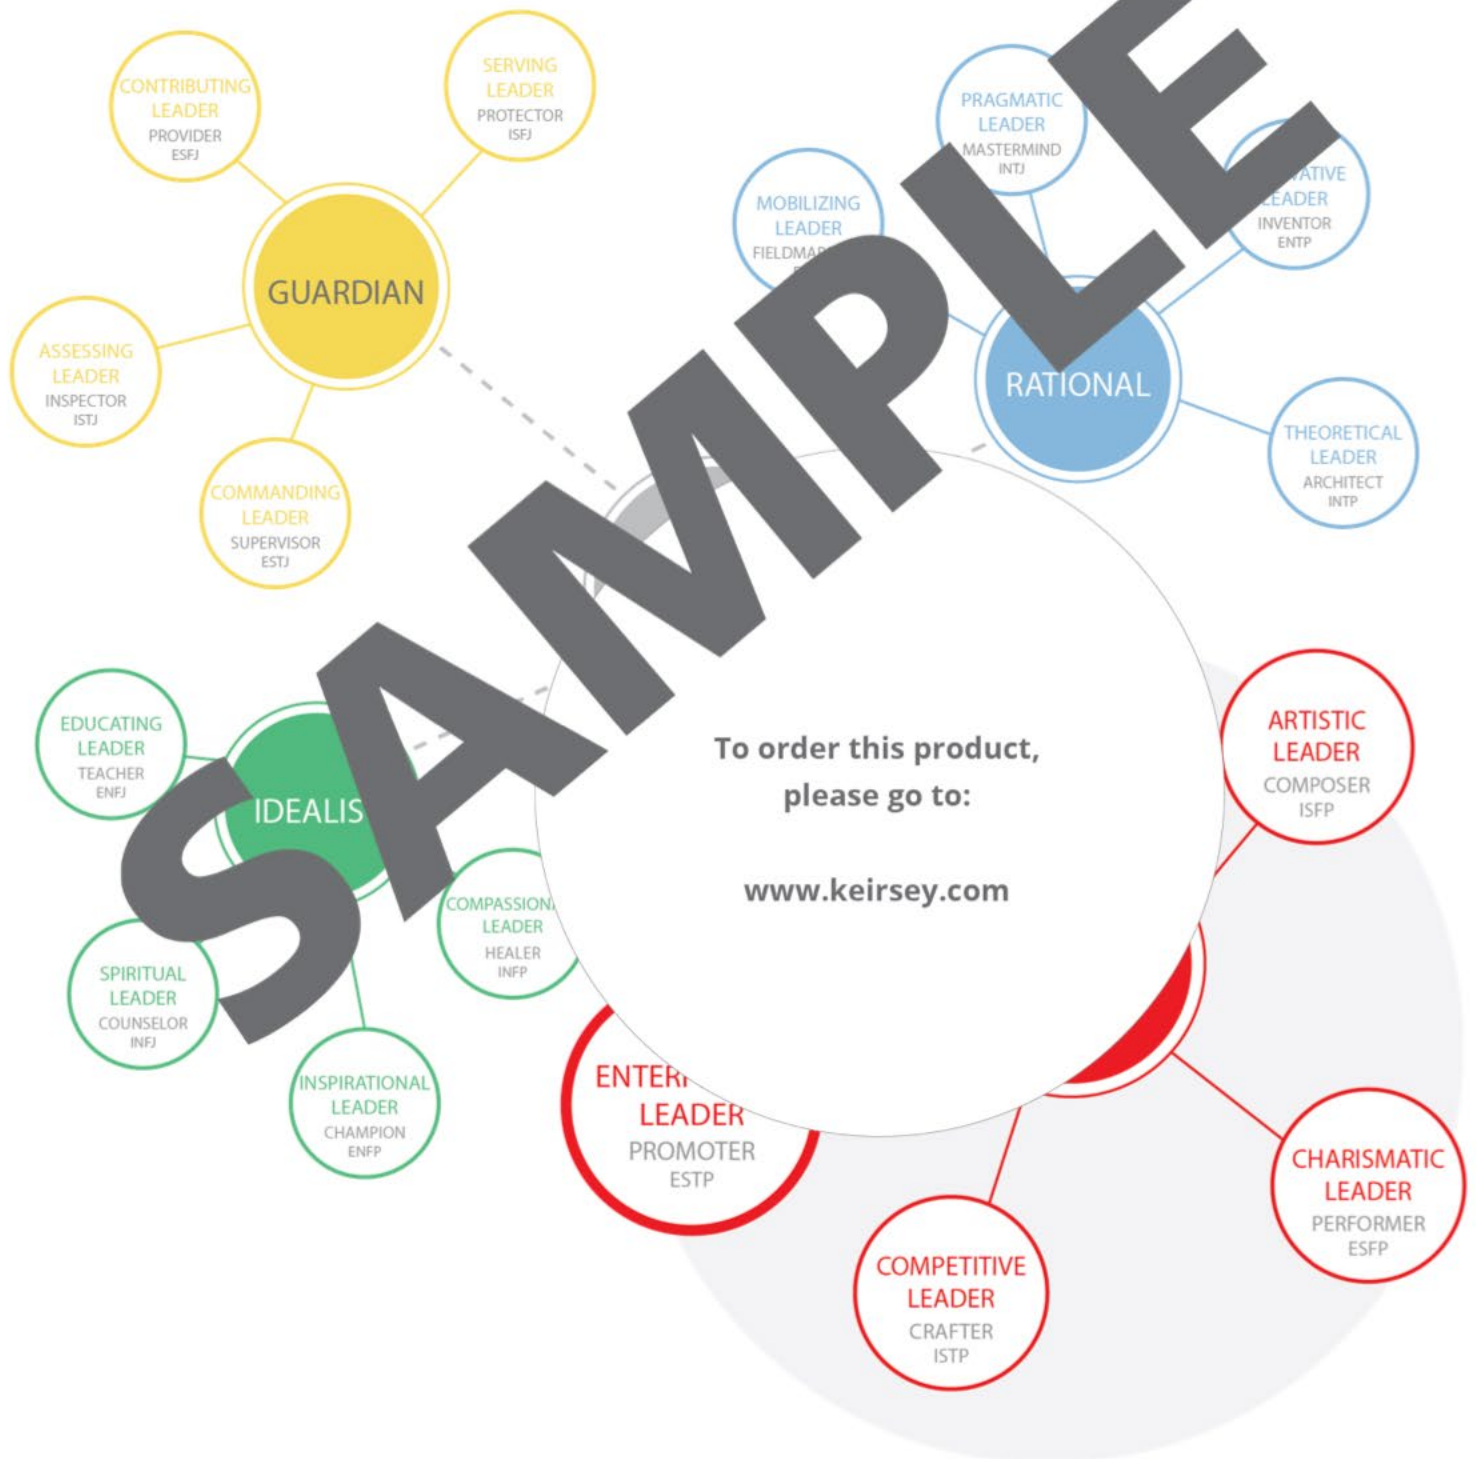 CONTRIBUTING
LEADER
PROVIDER
ESFJ
SERVING
LEADER
PROTECTOR
ISFJ
GUARDIAN
ASSESSING
LEADER
INSPECTOR
ISTJ
COMMANDING
LEADER
SUPERVISOR
ESTJ
PRAGMATIC
LEADER
MASTERMIND
INTJ
MOBILIZING
LEADER
LEADER
INVENTOR
ENTP
RATIONAL
THEORETICAL
LEADER
ARCHITECT
INTP
SAMPLE
To order this product,
please go to:
www.keirsey.com
EDUCATING
LEADER
TEACHER
ENFJ
IDEALIS
SPIRITUAL
LEADER
COUNSELOR
INFJ
INSPIRATIONAL
LEADER
CHAMPION
ENFP
LEADER
HEALER
INFP
LEADER
PROMOTER
ESTP
ARTISTIC
LEADER
COMPOSER
ISFP
COMPETITIVE
LEADER
CRAFTER
ISTP
CHARISMATIC
LEADER
PERFORMER
ESFP